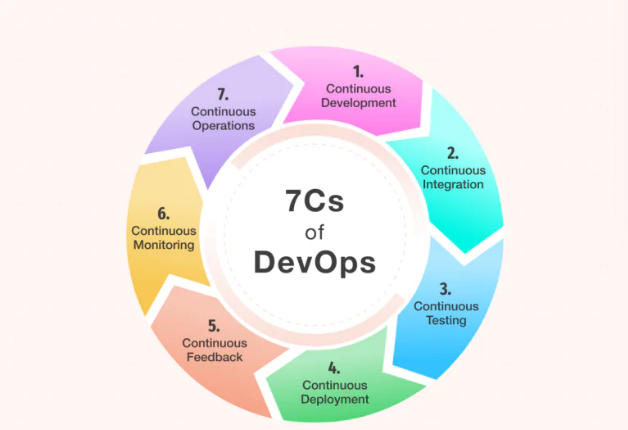 7Cs
of
DevOps
1.
Continuous
Development
2.
Continuous
Integration
3.
Continuous
Testing
4.
Continuous
Deployment
5.
Continuous
Feedback
6.
Continuous
Monitoring
7.
Continuous
Operations